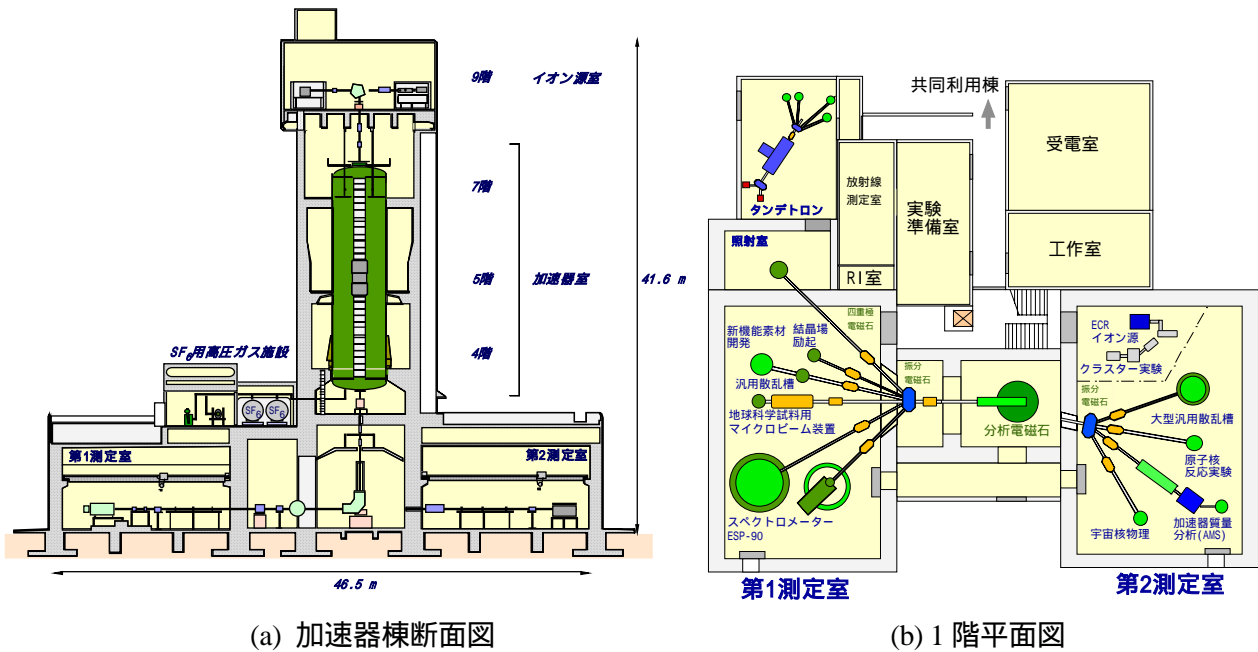 9階 イオン源室
7階
5階 加速器室
4階
41.6 m
SF6用高圧ガス施設
SF6
SF6
第1測定室
第2測定室
46.5 m
(a) 加速器棟断面図
共同利用棟
受電室
工作室
タンデトロン
放射線
測定室
実験
準備室
照射室
RI室
四重極
電磁石
新機能素材
開発
結晶場
励起
汎用散乱槽
振分
電磁石
地球科学試料用
マイクロビーム装置
分析電磁石
スペクトロメーター
ESP-90
第1測定室
ECR
イオン源
クラスター実験
振分
電磁石
大型汎用散乱槽
原子核
反応実験
宇宙核物理
加速器質量
分析(AMS)
第2測定室
(b) 1 階平面図